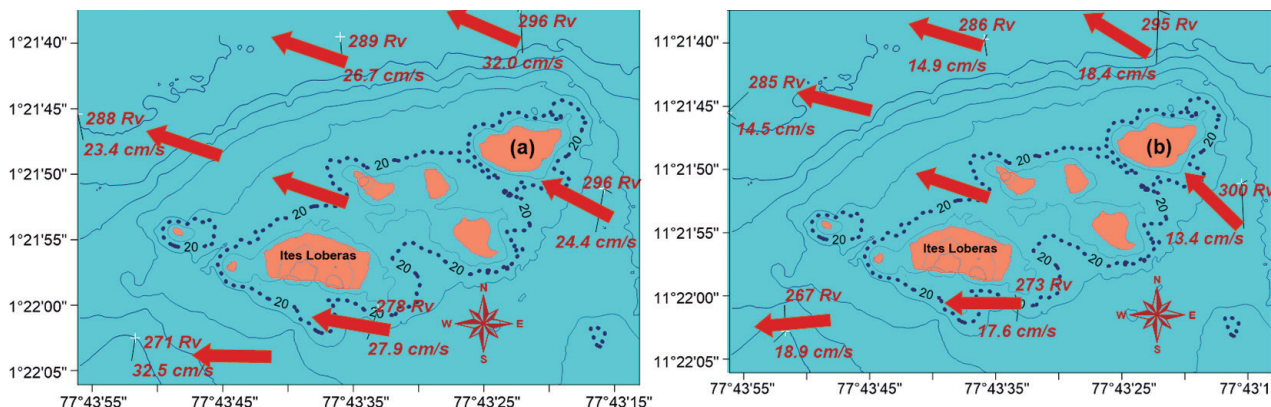 296 Rv
289 Rv
1°21'40"
26.7 cm/s
32.0 cm/s
1°21'45"
288 Rv
23.4 cm/s
(a)
20
1°21'50"
296 Rv
24.4 cm/s
1°21'55"
20
20
Ites Loberas
20
1°22'00"
20
278 Rv
27.9 cm/s
N
W
E
S
271 Rv
32.5 cm/s
1°22'05"
77°43'55"
77°43'45"
77°43'35"
77°43'25"
77°43'15"
286 Rv
295 Rv
11°21'40"
14.9 cm/s
18.4 cm/s
285 Rv
11°21'45"
14.5 cm/s
(b)
20
11°21'50"
300 Rv
13.4 cm/s
11°21'55"
20
20
Ites Loberas
20
11°22'00"
20
273 Rv
17.6 cm/s
N
W
E
S
267 Rv
18.9 cm/s
11°22'05"
77°43'55"
77°43'45"
77°43'35"
77°43'25"
77°43'15"